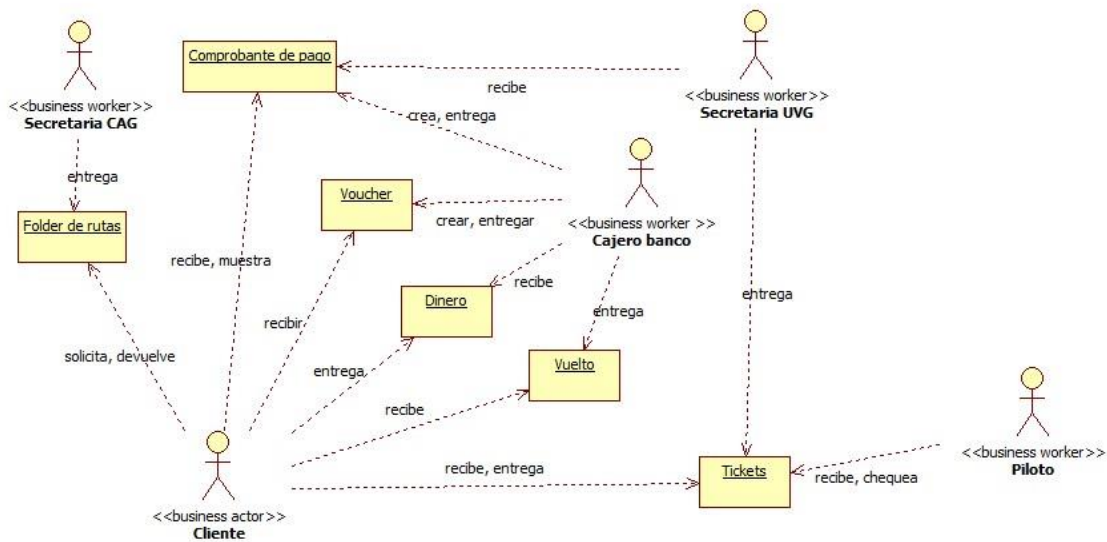 Comprobante de pago
recibe
<<business worker>>
Secretaria CAG
<<business worker>>
Secretaria UVG
crea, entrega
entrega
Voucher
crear, entregar
<<business worker >>
Cajero banco
Folder de rutas
recibe, muestra
recibe
Dinero
entrega
entrega
recibir
solicita, devuelve
entrega
Vuelto
recibe
recibe, entrega
Tickets
recibe, chequea
<<business worker>>
Piloto
<<business actor>>
Cliente